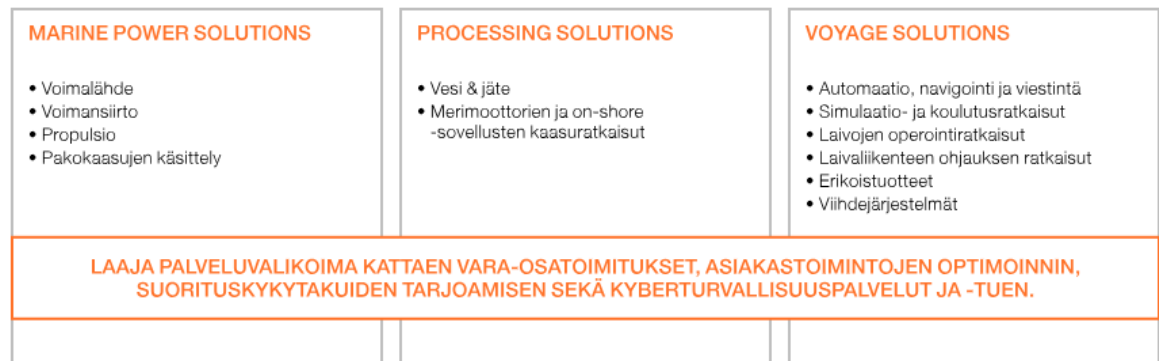 MARINE POWER SOLUTIONS
• Voimalähde
• Voimansiirto
• Propulsio
• Pakokaasujen käsittely
PROCESSING SOLUTIONS
• Vesi & jäte
• Merimoottorien ja on-shore
-sovellusten kaasuratkaisut
VOYAGE SOLUTIONS
• Automaatio, navigointi ja viestintä
• Simulaatio- ja koulutusratkaisut
• Laivojen operointiratkaisut
• Laivaliikenteen ohjauksen ratkaisut
• Erikoistuotteet
• Viihdejärjestelmät
LAAJA PALVELUVALIKOIMA KATTAEN VARA-OSATOIMITUKSET, ASIAKASTOIMINTOJEN OPTIMOINNIN,
SUORITUSKYKYTAKUIDEN TARJOAMISEN SEKÄ KYBERTURVALLISUUSPALVELUT JA -TUEN.